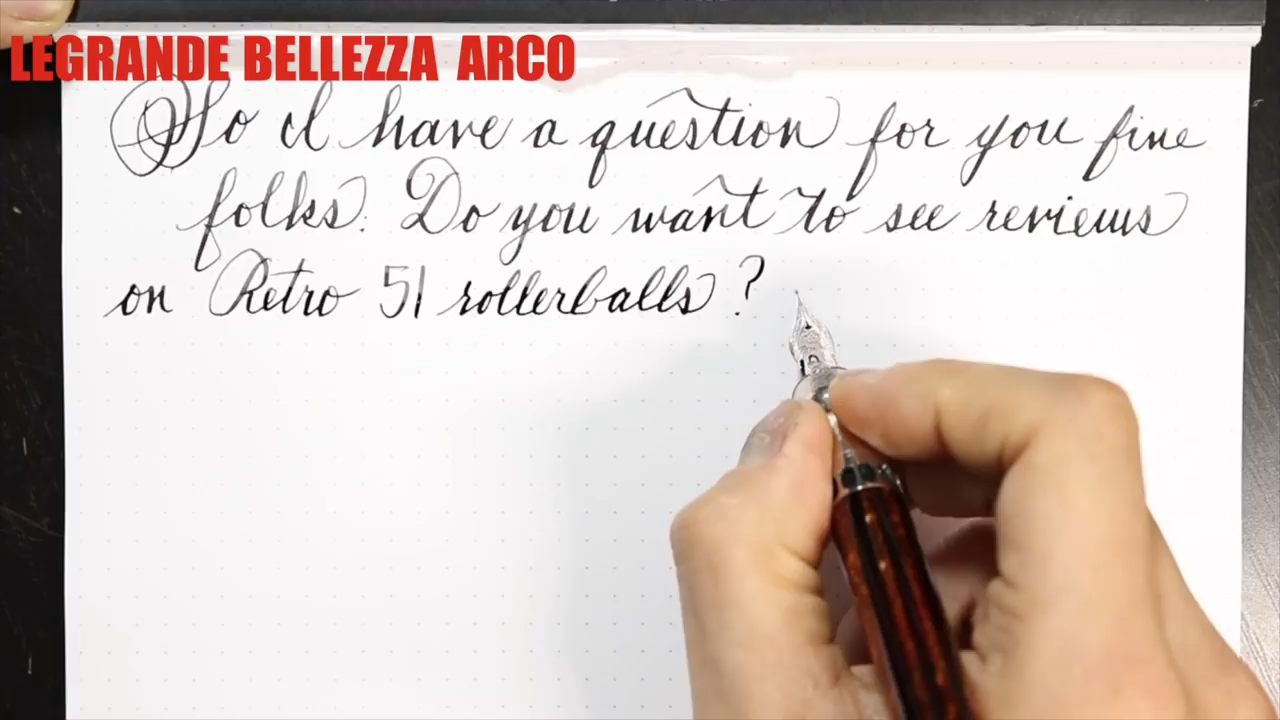 LEGRANDE BELLEZZA ARCO
So I have a question for you fine
folks. Do you want to see reviews
on Retro 51 rollerballs?